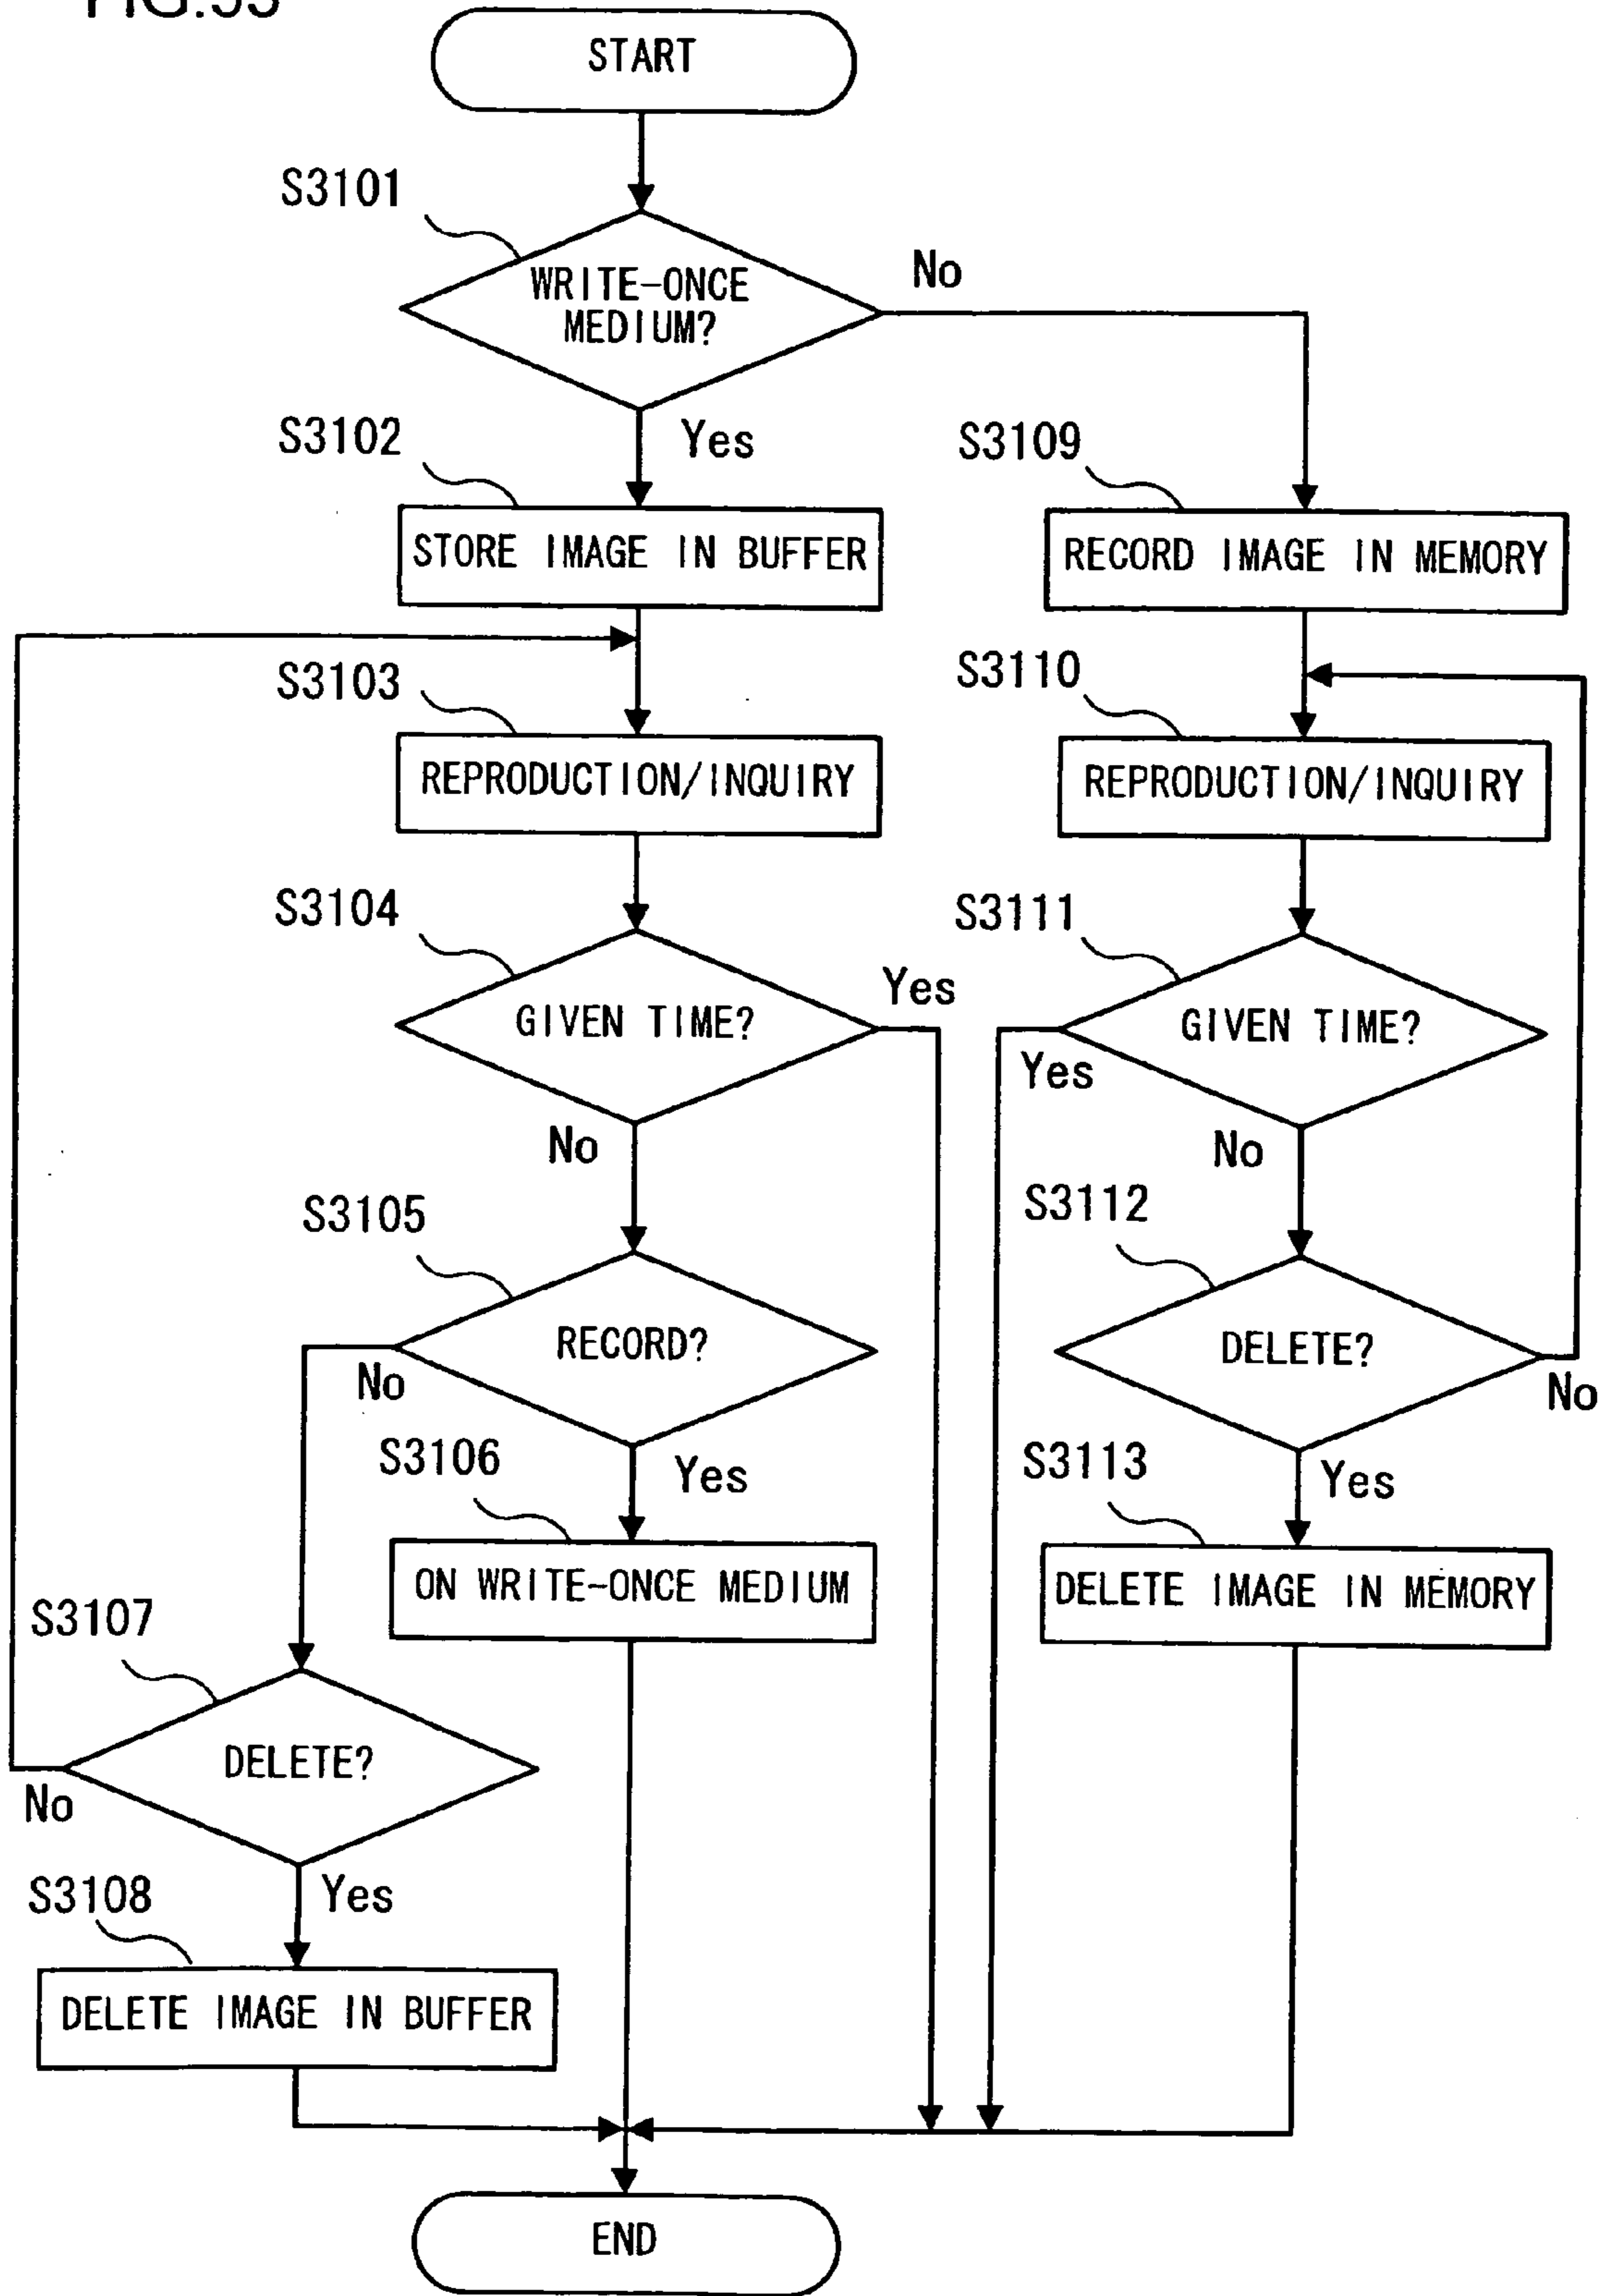 START
S3101
No
WRITE-ONCE
MEDIUM?
S3102
Yes
S3109
STORE IMAGE IN BUFFER
RECORD IMAGE IN MEMORY
S3103
S3110
REPRODUCTION/INQUIRY
REPRODUCTION/INQUIRY
S3104
S3111
Yes
GIVEN TIME?
GIVEN TIME?
Yes
No
No
S3105
S3112
RECORD?
DELETE?
No
No
S3106
Yes
S3113
Yes
ON WRITE-ONCE MEDIUM
DELETE IMAGE IN MEMORY
S3107
DELETE?
No
S3108
Yes
DELETE IMAGE IN BUFFER
END